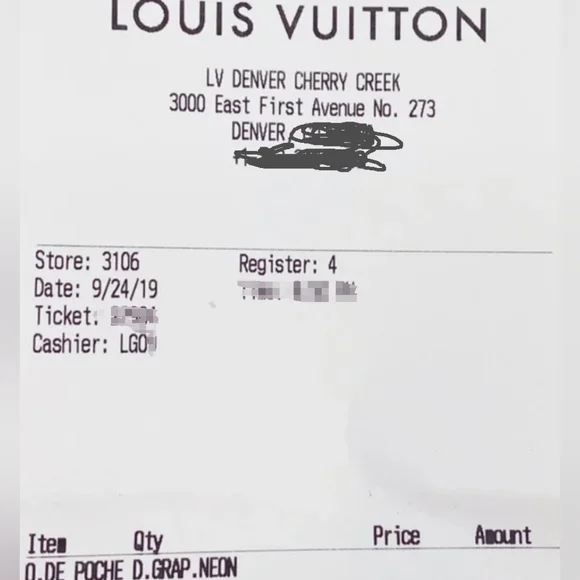 LOUIS VUITTON
LV DENVER CHERRY CREEK
3000 East First Avenue No. 273
DENVER
Store: 3106 Register: 4
Date: 9/24/19
Ticket:
Cashier: LGO
Item Qty Price Amount
O.DE POCHE D.GRAP.NEON